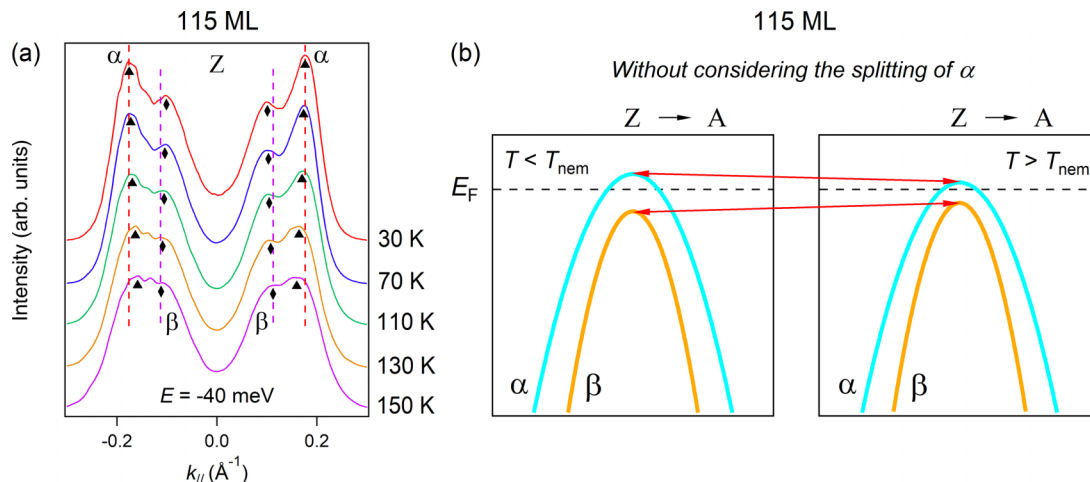 115 ML
(a)
α
Z
α
β
β
30 K
70 K
110 K
130 K
150 K
E = -40 meV
Intensity (arb. units)
-0.2
0.0
0.2
k// (Å⁻¹)
115 ML
(b)
Without considering the splitting of α
Z → A
Z → A
T < Tnem
T > Tnem
EF
α
β
α
β